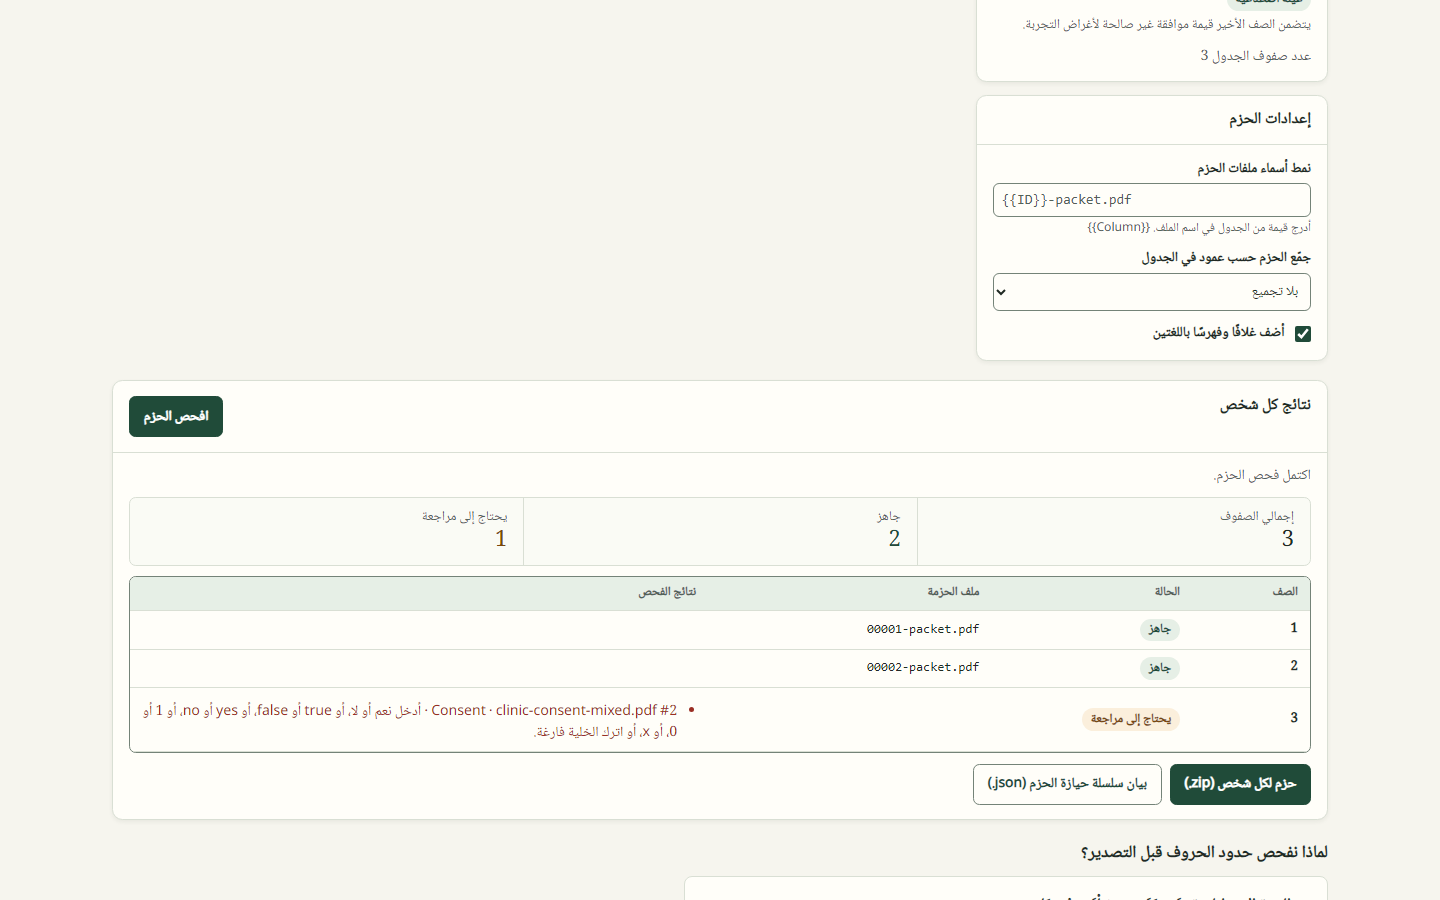 يتضمن الصف الأخير قيمة موافقة غير صالحة لأغراض التجربة.
عدد صفوف الجدول 3
إعدادات الحزم
نمط أسماء ملفات الحزم
{{ID}}-packet.pdf
أدرج قيمة من الجدول في اسم الملف. {{Column}}
جمّع الحزم حسب عمود في الجدول
بلا تجميع
أضف غلافًا وفهرسًا باللغتين
نتائج كل شخص
افحص الحزم
اكتمل فحص الحزم.
إجمالي الصفوف
3
جاهز
2
يحتاج إلى مراجعة
1
الصف الحالة ملف الحزمة نتائج الفحص
1 جاهز 00001-packet.pdf
2 جاهز 00002-packet.pdf
3 يحتاج إلى مراجعة
Consent · clinic-consent-mixed.pdf #2 · أدخل نعم أو لا، أو true أو false، أو yes أو no، أو 1 أو
0، أو x، أو اترك الخلية فارغة.
حزم لكل شخص (.zip)
بيان سلسلة حيازة الحزم (.json)
لماذا نفحص حدود الحروف قبل التصدير؟